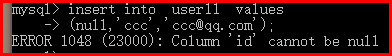 mysql> insert into user11 values
    -> (null,'ccc','ccc@qq.com');
ERROR 1048 (23000): Column 'id' cannot be null